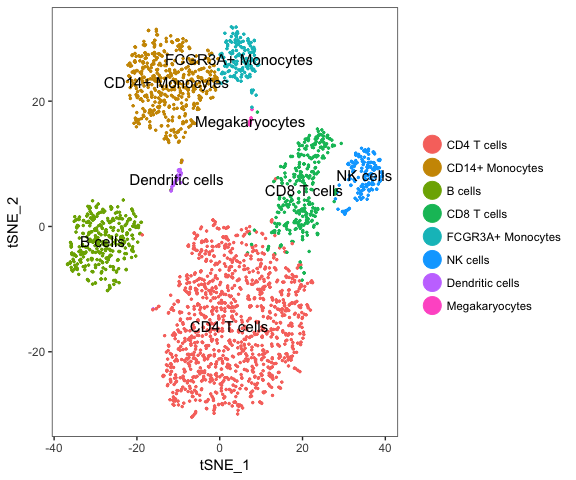 FCGR3A+ Monocytes
CD14+ Monocytes
20
Megakaryocytes
CD4 T cells
CD14+ Monocytes
NK cells
Dendritic cells
B cells
CD8 T cells
CD8 T cells
tSNE_2
0
FCGR3A+ Monocytes
B cells
NK cells
Dendritic cells
Megakaryocytes
CD4 T cells
-20
-40
-20
0
20
40
tSNE_1